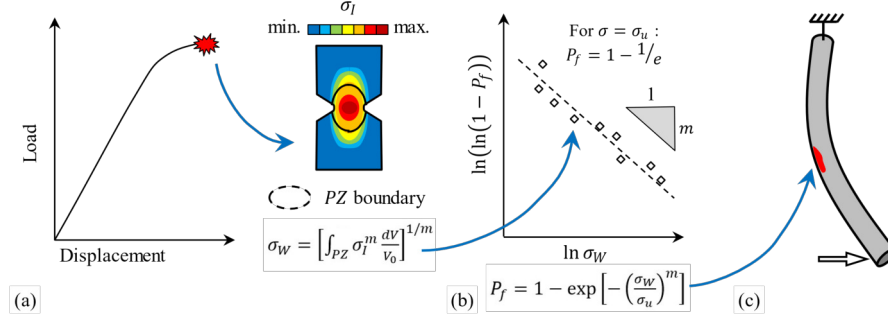 Load
Displacement
(a)
σ_I
min. max.
PZ boundary
σ_W = [∫_PZ σ_I^m dV/V_0]^{1/m}
ln(ln(1 − P_f))
For σ = σ_u :
P_f = 1 − 1/e
1
m
ln σ_W
(b)
P_f = 1 − exp[−(σ_W/σ_u)^m]
(c)